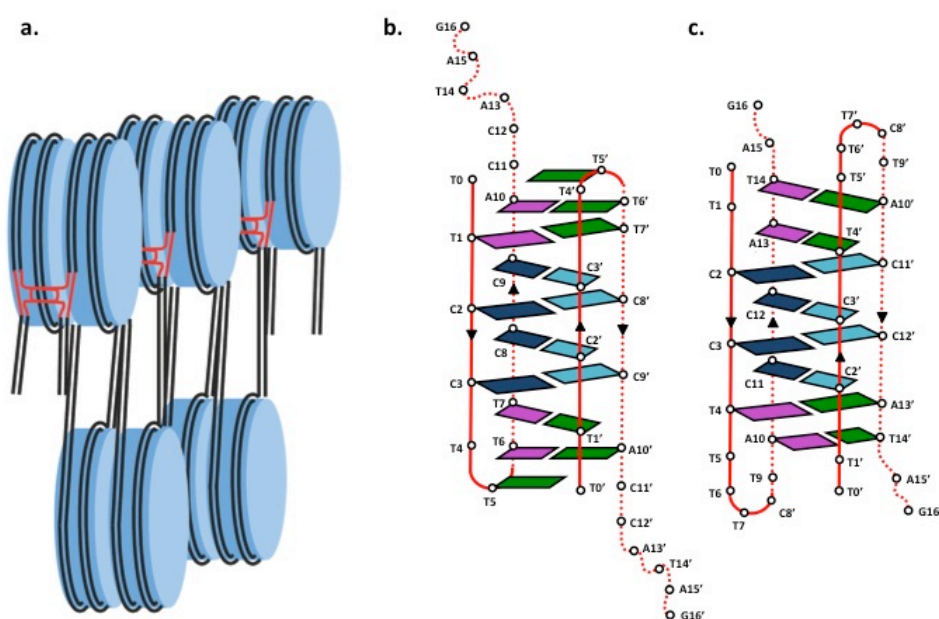 a.
b.
G16
A15
T14
A13
C12
C11
T5'
T0
T4'
A10
T6'
T1
T7'
C9
C3'
C2
C8'
C8
C2'
C3
C9'
T7
T1'
T4
T6
A10'
T5
T0'
C11'
C12'
A13'
T14'
A15'
G16'
c.
G16
T7'
C8'
A15
T6'
T9'
T0
T14
T5'
T1
A10'
A13
T4'
C2
C11'
C12
C3'
C3
C12'
C11
C2'
T4
A13'
A10
T14'
T5
T1'
T9
A15'
T6
T0'
T7
C8'
G16